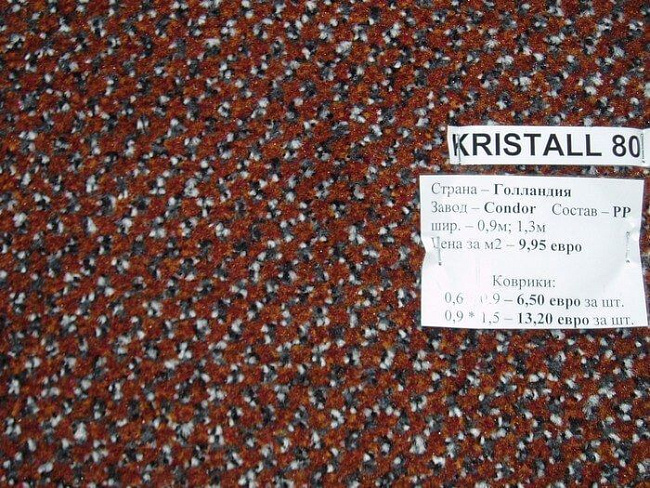 KRISTALL 80
Страна – Голландия
Завод – Condor Состав – PP
шир. – 0,9м; 1,3м
Цена за м2 – 9,95 евро
Коврики:
0,6 0,9 – 6,50 евро за шт.
0,9 * 1,5 – 13,20 евро за шт.